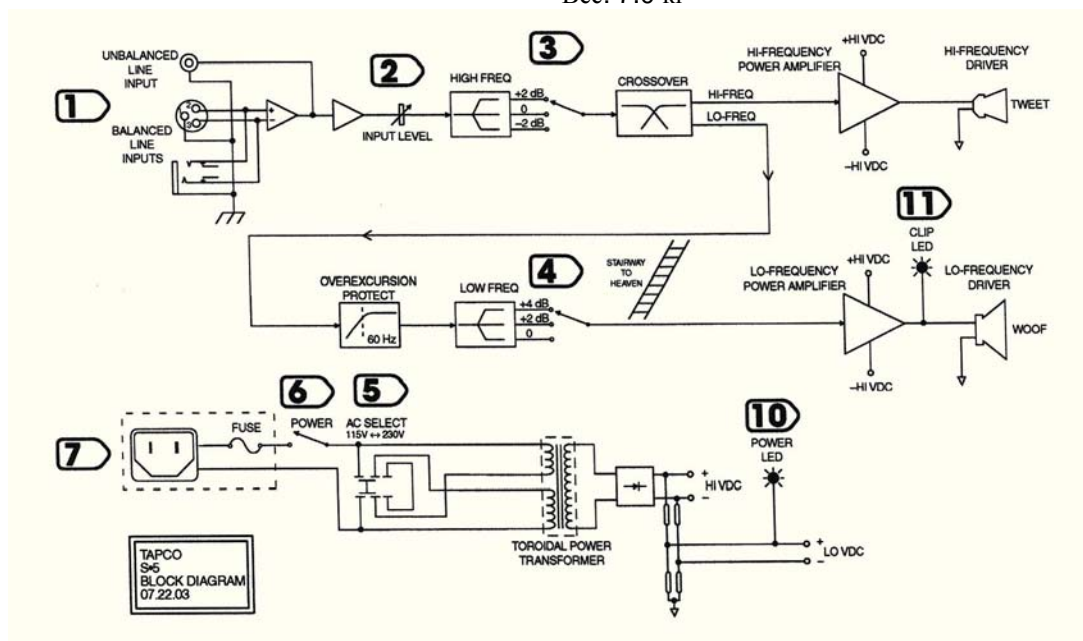 1
UNBALANCED
LINE
INPUT
2
3
BALANCED
LINE
INPUTS
2
INPUT LEVEL
HIGH FREQ
+2 dB
0
–2 dB
3
CROSSOVER
HI-FREQ
LO-FREQ
HI-FREQUENCY
POWER AMPLIFIER
+HI VDC
–HI VDC
HI-FREQUENCY
DRIVER
TWEET
OVEREXCURSION
PROTECT
60 Hz
LOW FREQ
+4 dB
+2 dB
0
4
STAIRWAY
TO
HEAVEN
LO-FREQUENCY
POWER AMPLIFIER
+HI VDC
–HI VDC
11
CLIP
LED
LO-FREQUENCY
DRIVER
WOOF
7
FUSE
6
POWER
5
AC SELECT
115V ↔ 230V
TOROIDAL POWER
TRANSFORMER
+
HI VDC
–
10
POWER
LED
+
LO VDC
–
TAPCO
S•5
BLOCK DIAGRAM
07.22.03